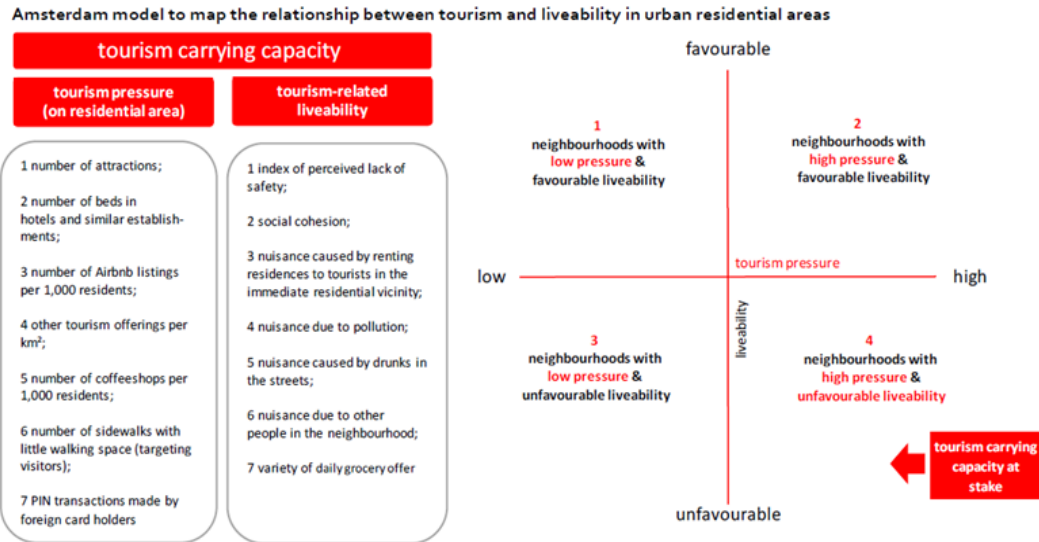 Amsterdam model to map the relationship between tourism and liveability in urban residential areas
tourism carrying capacity
tourism pressure
(on residential area)
1 number of attractions;
2 number of beds in
hotels and similar establish-
ments;
3 number of Airbnb listings
per 1,000 residents;
4 other tourism offerings per
km²;
5 number of coffeeshops per
1,000 residents;
6 number of sidewalks with
little walking space (targeting
visitors);
7 PIN transactions made by
foreign card holders
tourism-related
liveability
1 index of perceived lack of
safety;
2 social cohesion;
3 nuisance caused by renting
residences to tourists in the
immediate residential vicinity;
4 nuisance due to pollution;
5 nuisance caused by drunks in
the streets;
6 nuisance due to other
people in the neighbourhood;
7 variety of daily grocery offer
favourable
1
neighbourhoods with
low pressure &
favourable liveability
2
neighbourhoods with
high pressure &
favourable liveability
low
tourism pressure
high
liveability
3
neighbourhoods with
low pressure &
unfavourable liveability
4
neighbourhoods with
high pressure &
unfavourable liveability
tourism carrying
capacity at
stake
unfavourable